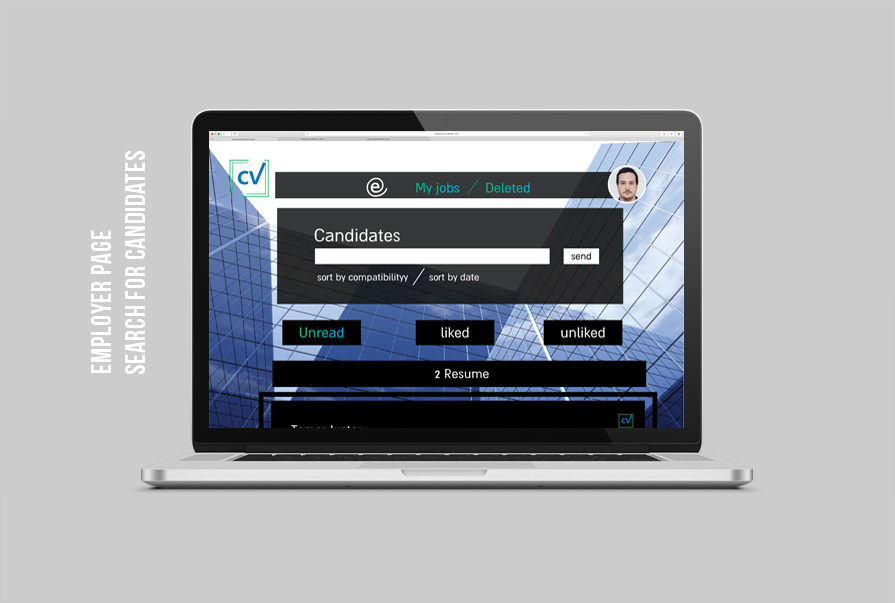 EMPLOYER PAGE
SEARCH FOR CANDIDATES
CV
e
My jobs / Deleted
Candidates
send
sort by compatibilityy / sort by date
Unread
liked
unliked
2 Resume
CV